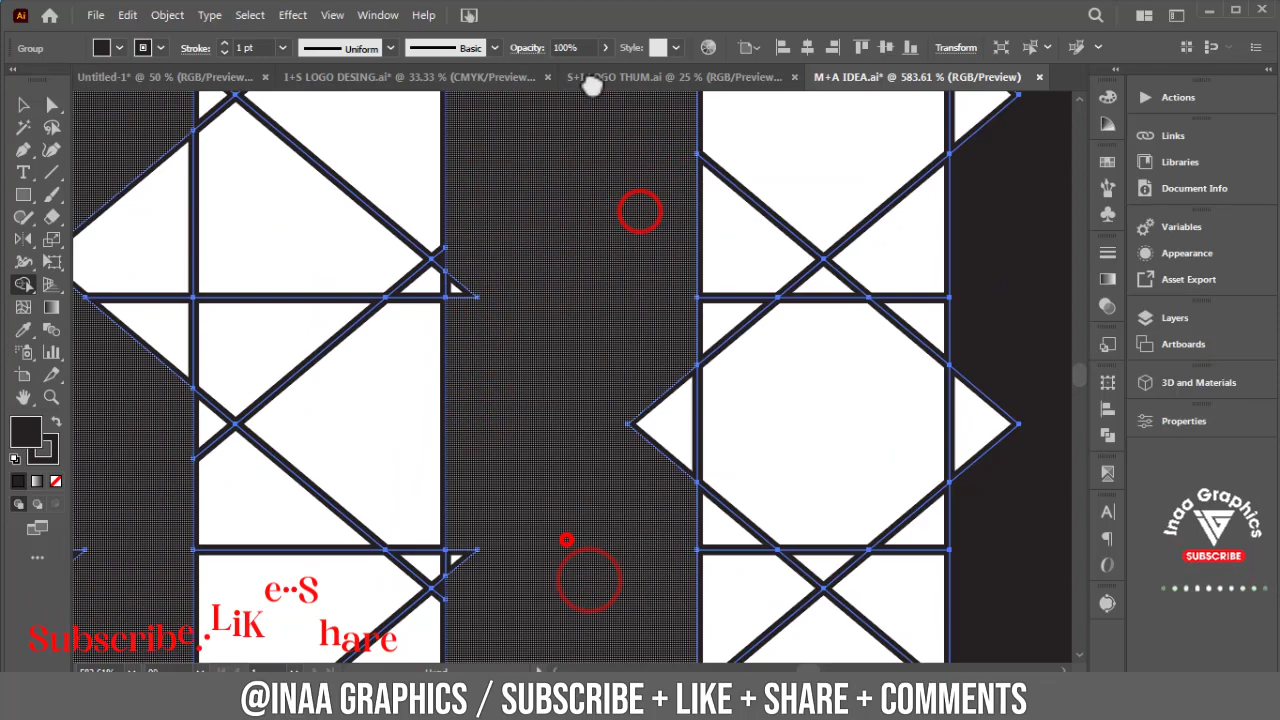 Ai File Edit Object Type Select Effect View Window Help
Group Stroke: 1 pt Uniform Basic Opacity: 100% Style: Transform
Untitled-1* @ 50 % (RGB/Preview... × I+S LOGO DESING.ai* @ 33.33 % (CMYK/Preview... × S+I LOGO THUM.ai @ 25 % (RGB/Preview... × M+A IDEA.ai* @ 583.61 % (RGB/Preview) ×
Actions
Links
Libraries
Document Info
Variables
Appearance
Asset Export
Layers
Artboards
3D and Materials
Properties
Inaa Graphics
SUBSCRIBE
Subscribe..LiKe..Share
@INAA GRAPHICS / SUBSCRIBE + LIKE + SHARE + COMMENTS